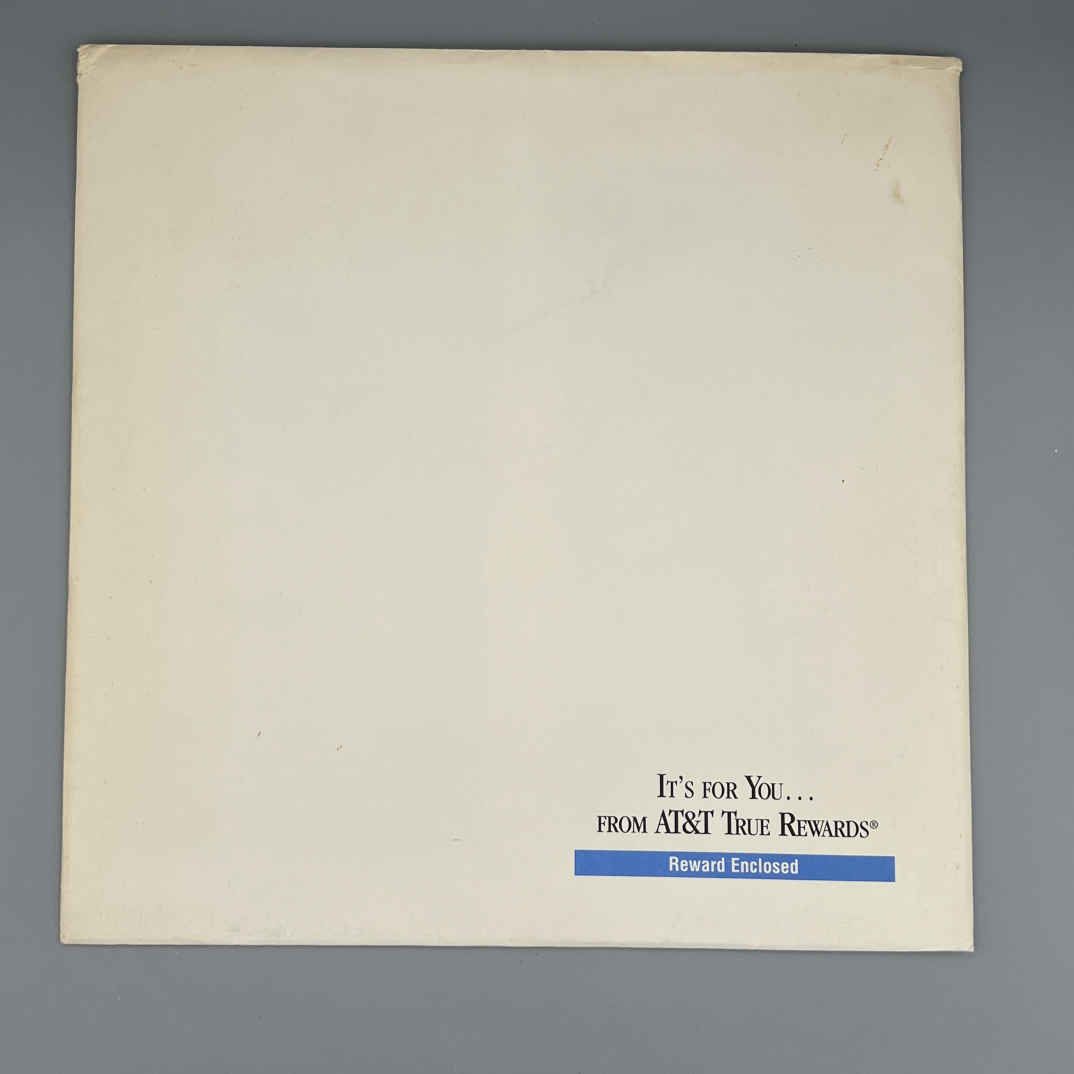 It's for You...
from AT&T True Rewards®
Reward Enclosed